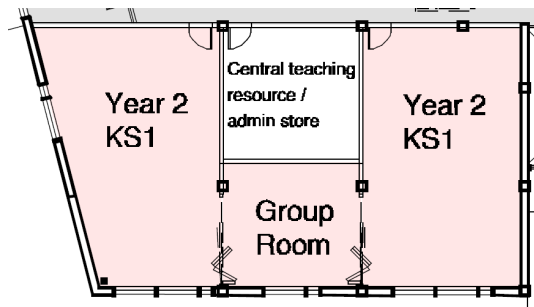 Year 2
KS1
Central teaching
resource /
admin store
Year 2
KS1
Group
Room